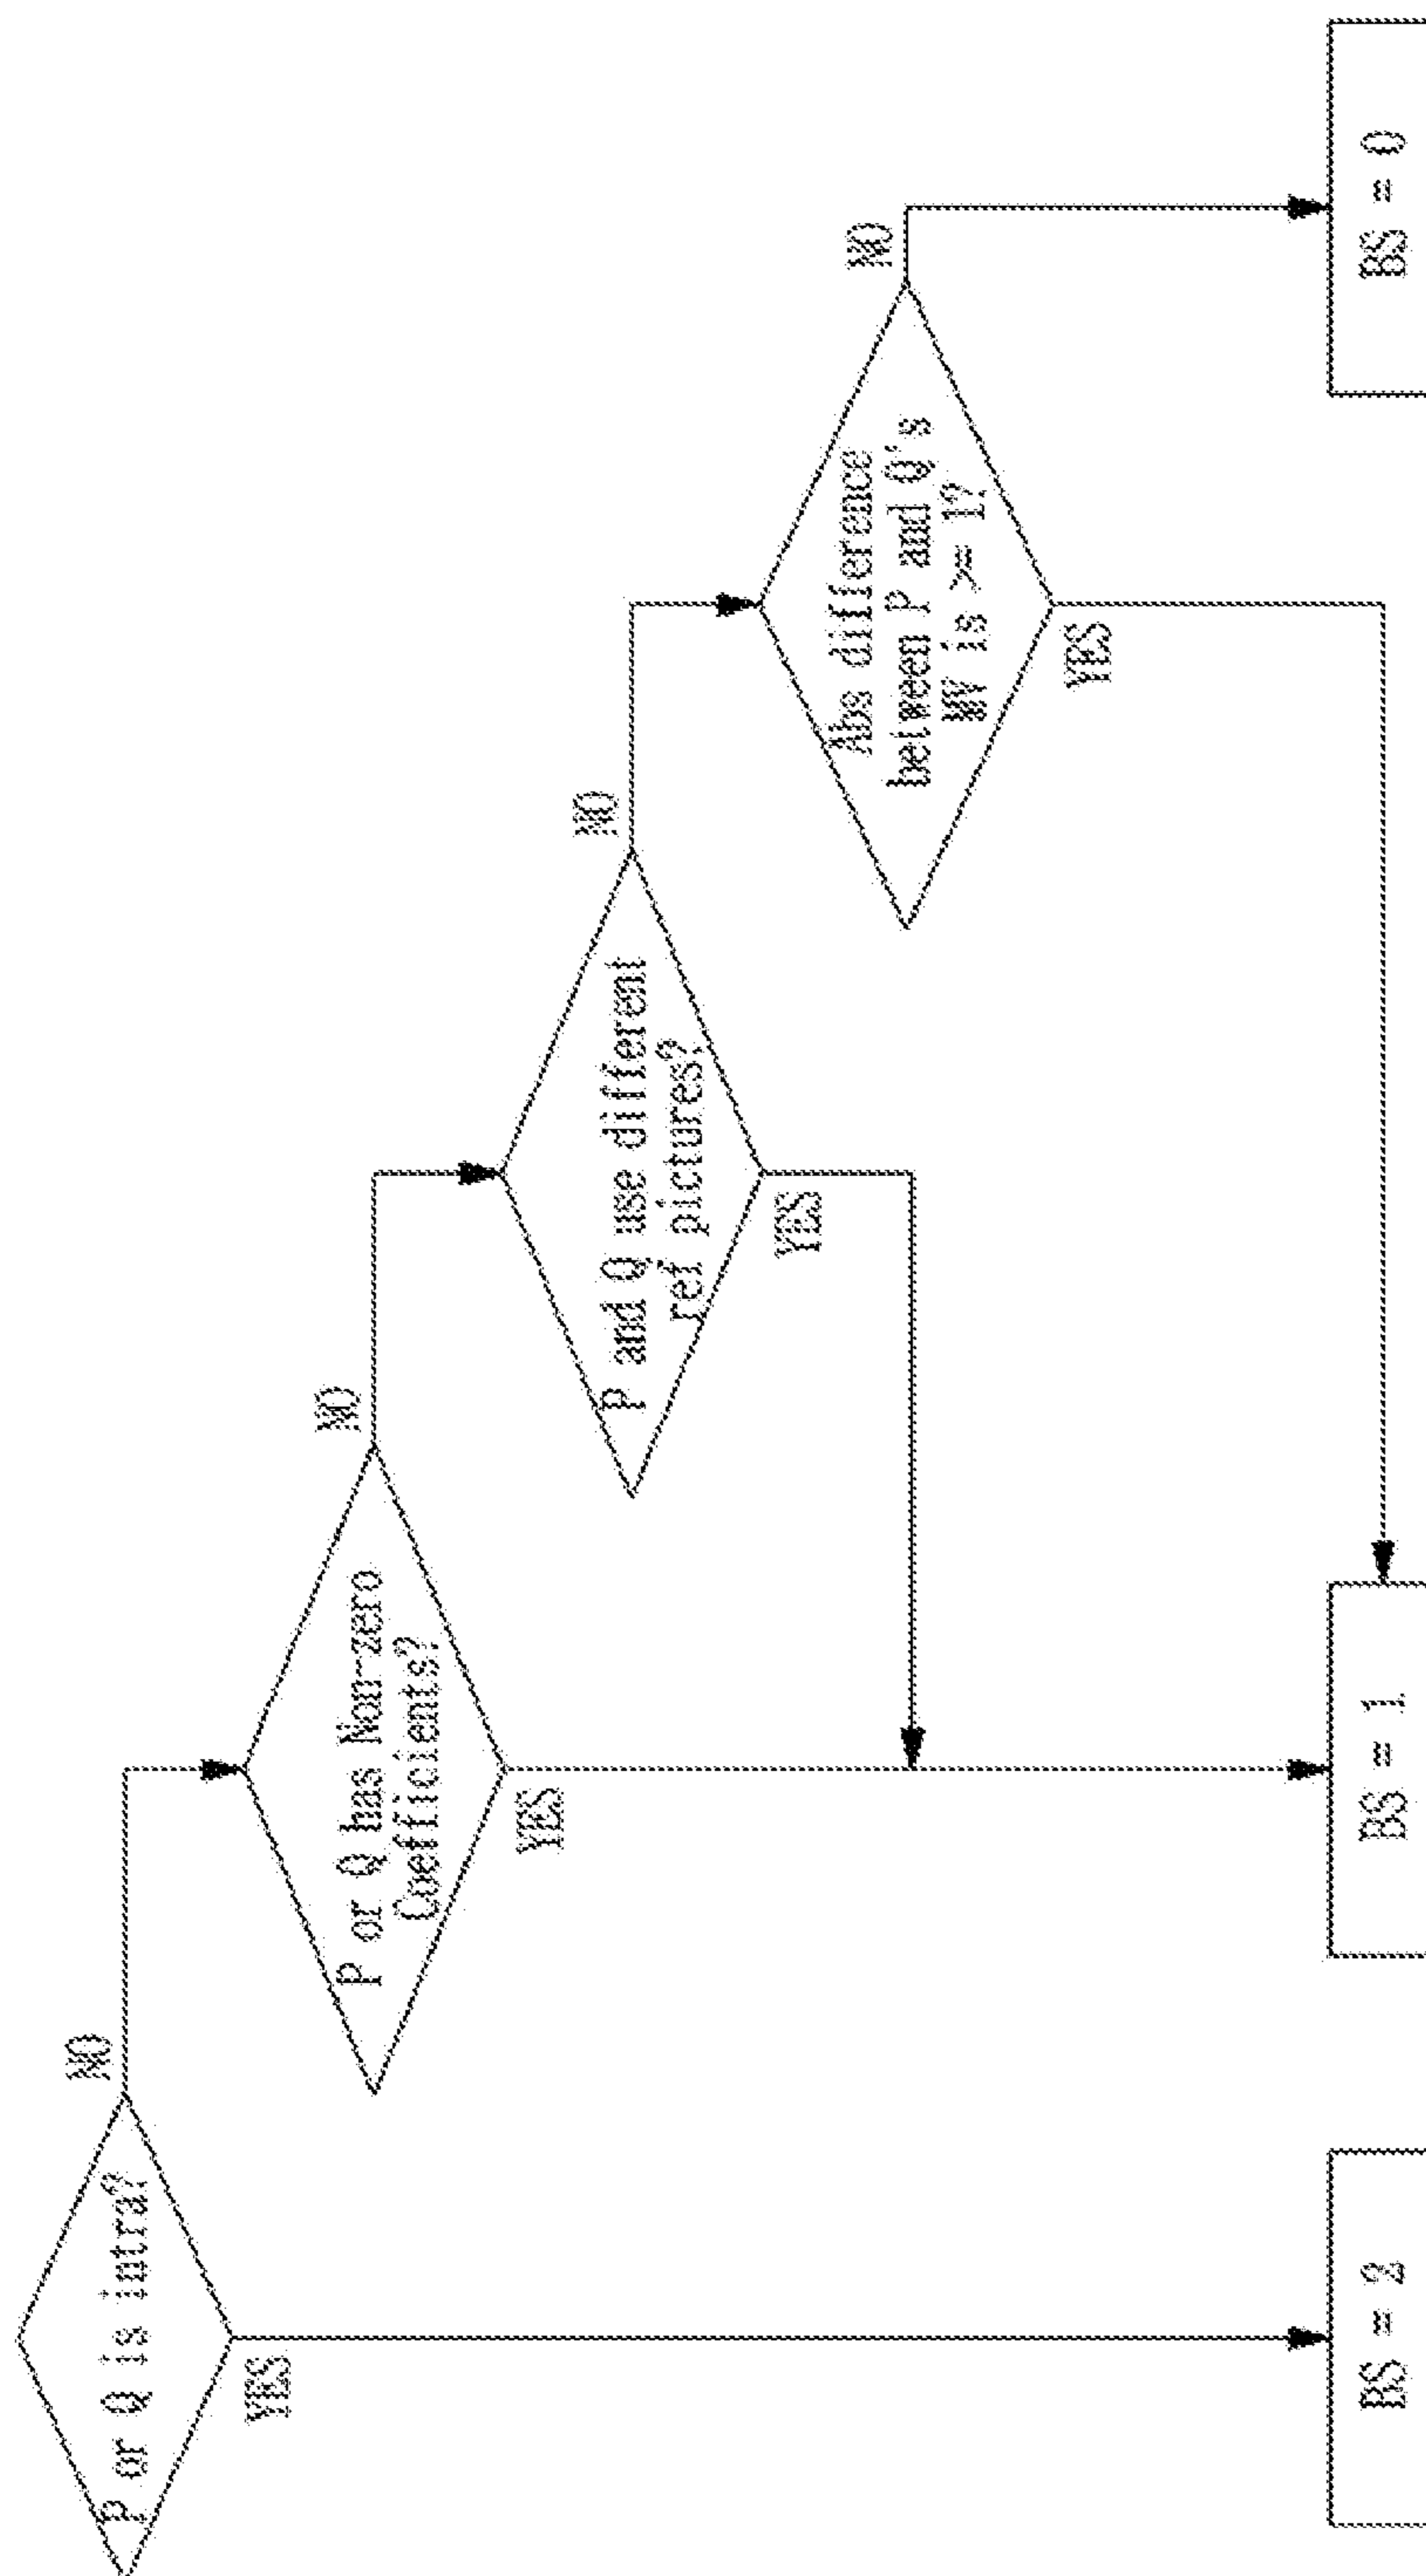 P or Q is intra?
NO
YES
P or Q has Non-zero
Coefficients?
NO
YES
P and Q use different
ref pictures?
NO
YES
Abs difference
between P and Q's
MV is >= 1?
NO
YES
BS = 2
BS = 1
BS = 0